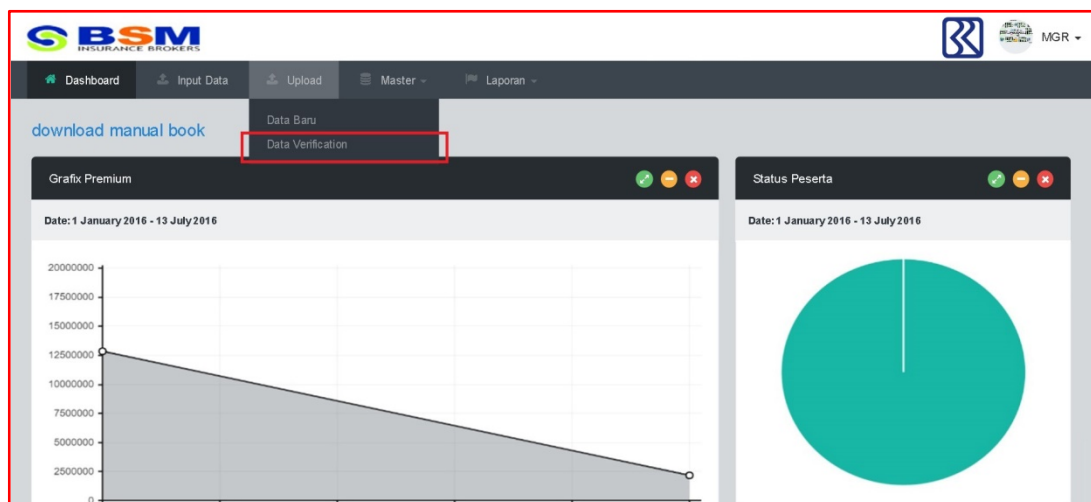 BSM
INSURANCE BROKERS
MGR
Dashboard
Input Data
Upload
Master
Laporan
Data Baru
Data Verification
download manual book
Grafix Premium
Status Peserta
Date: 1 January 2016 - 13 July 2016
Date: 1 January 2016 - 13 July 2016
20000000
17500000
15000000
12500000
10000000
7500000
5000000
2500000
0